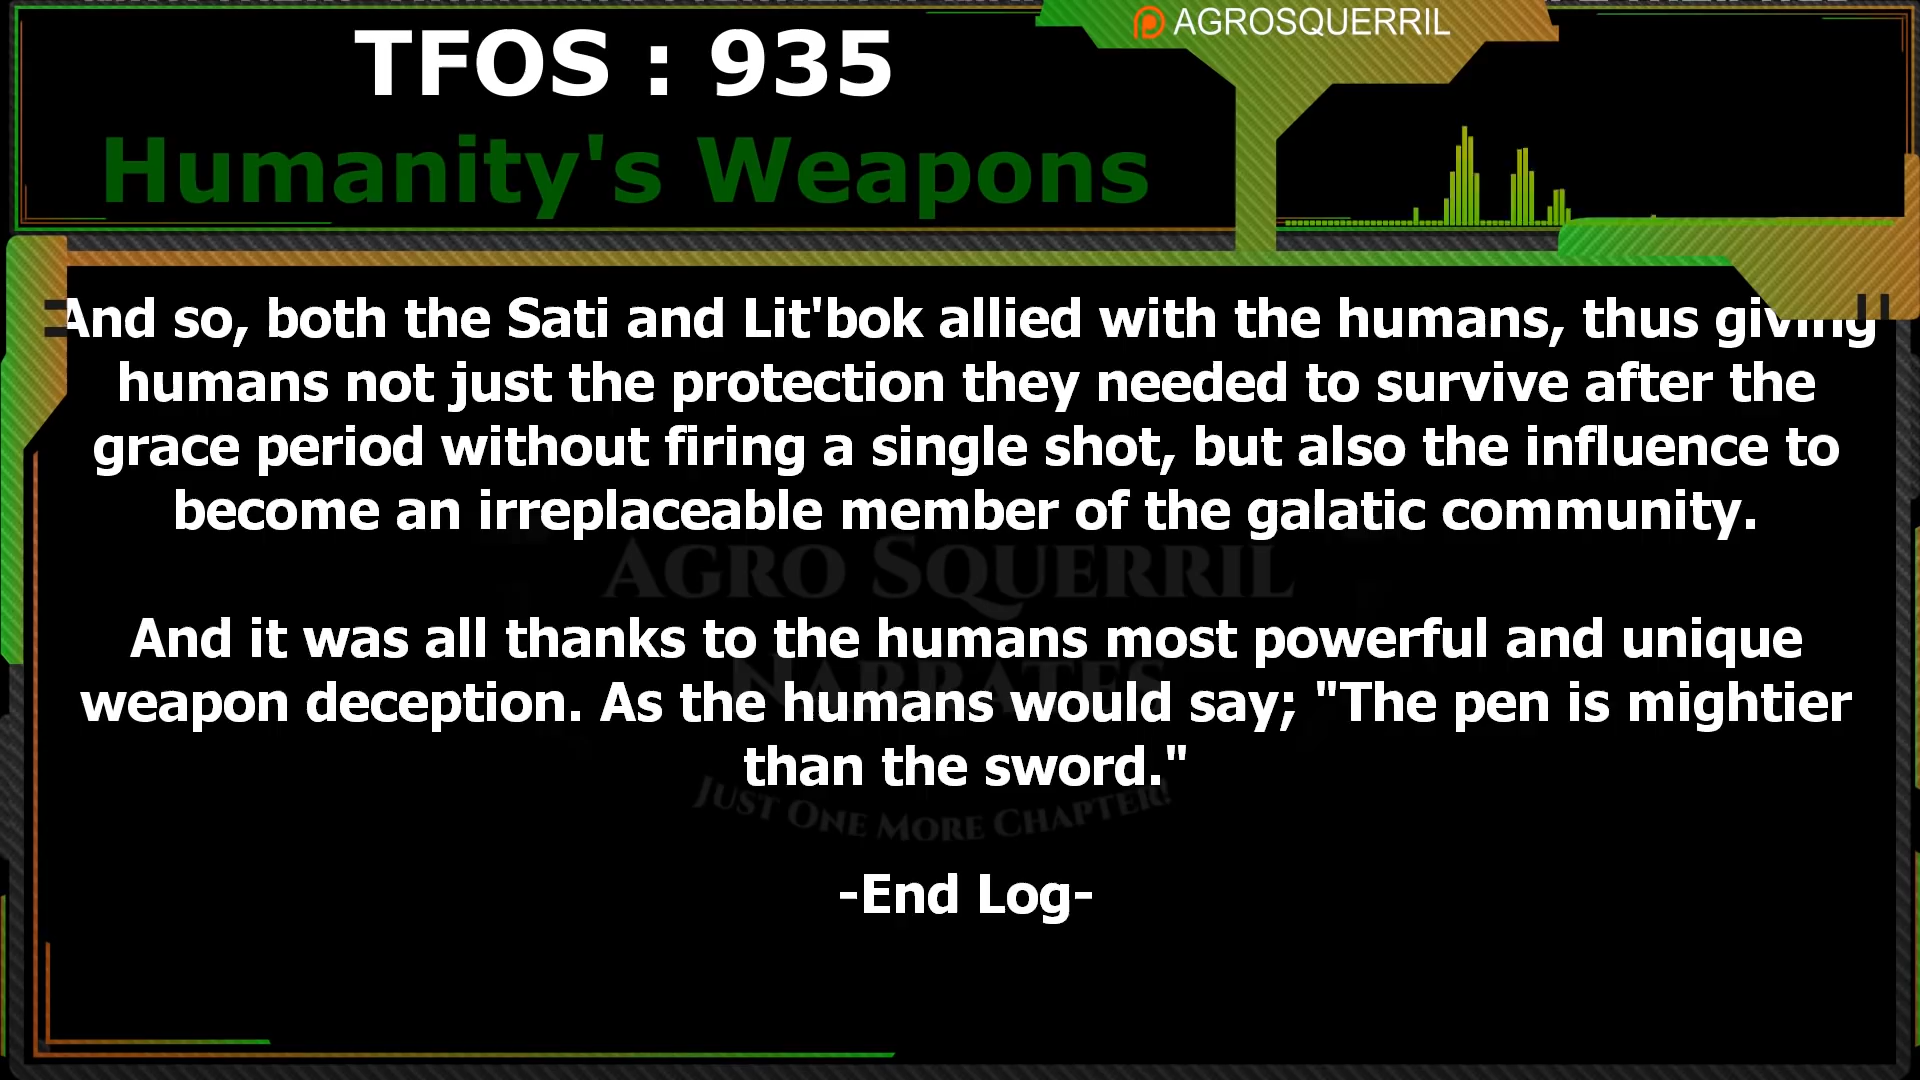 AGROSQUERRIL
TFOS : 935
Humanity's Weapons
And so, both the Sati and Lit'bok allied with the humans, thus giving
humans not just the protection they needed to survive after the
grace period without firing a single shot, but also the influence to
become an irreplaceable member of the galatic community.
AGRO SQUERRIL
And it was all thanks to the humans most powerful and unique
NARRATES
weapon deception. As the humans would say; "The pen is mightier
than the sword."
JUST ONE MORE CHAPTER!
-End Log-